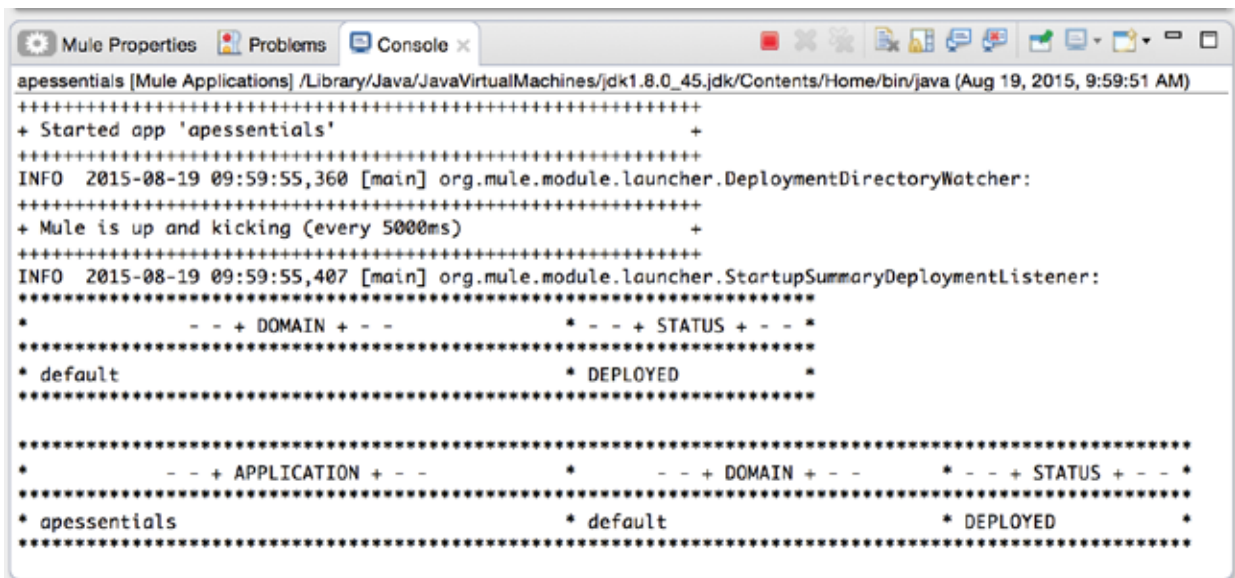 Mule Properties Problems Console
apessentials [Mule Applications] /Library/Java/JavaVirtualMachines/jdk1.8.0_45.jdk/Contents/Home/bin/java (Aug 19, 2015, 9:59:51 AM)
+++++++++++++++++++++++++++++++++++++++++++++++++++++++++++++
+ Started app 'apessentials' +
+++++++++++++++++++++++++++++++++++++++++++++++++++++++++++++
INFO 2015-08-19 09:59:55,360 [main] org.mule.module.launcher.DeploymentDirectoryWatcher:
+++++++++++++++++++++++++++++++++++++++++++++++++++++++++++++
+ Mule is up and kicking (every 5000ms) +
+++++++++++++++++++++++++++++++++++++++++++++++++++++++++++++
INFO 2015-08-19 09:59:55,407 [main] org.mule.module.launcher.StartupSummaryDeploymentListener:
***********************************************************************
* - - + DOMAIN + - - * - - + STATUS + - - *
***********************************************************************
* default * DEPLOYED *
***********************************************************************
*********************************************************************************************************
* - - + APPLICATION + - - * - - + DOMAIN + - - * - - + STATUS + - - *
*********************************************************************************************************
* apessentials * default * DEPLOYED *
*********************************************************************************************************